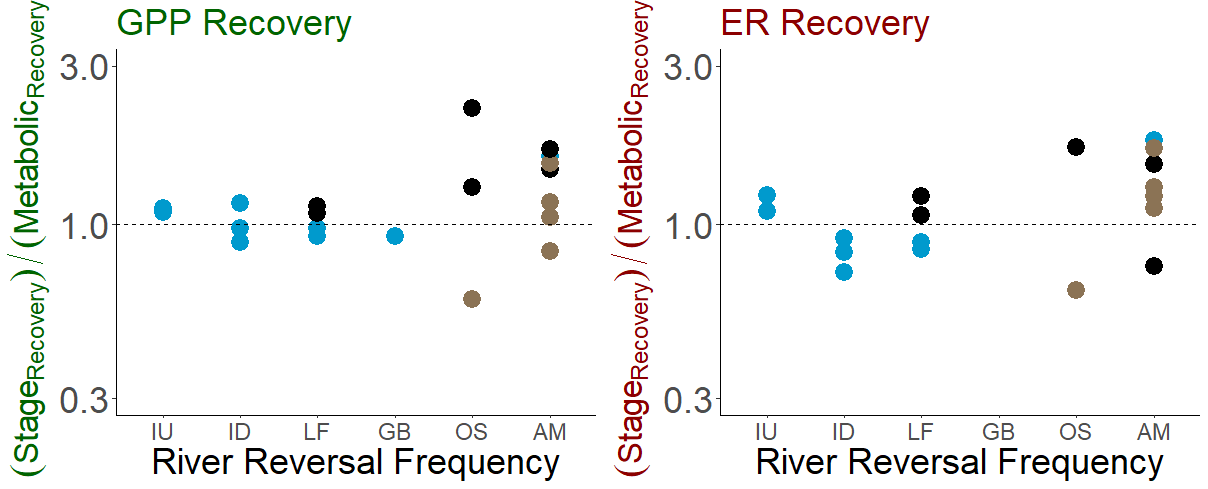 GPP Recovery
(StageRecovery) / (MetabolicRecovery
3.0
1.0
0.3
IU ID LF GB OS AM
River Reversal Frequency
ER Recovery
(StageRecovery) / (MetabolicRecovery
3.0
1.0
0.3
IU ID LF GB OS AM
River Reversal Frequency